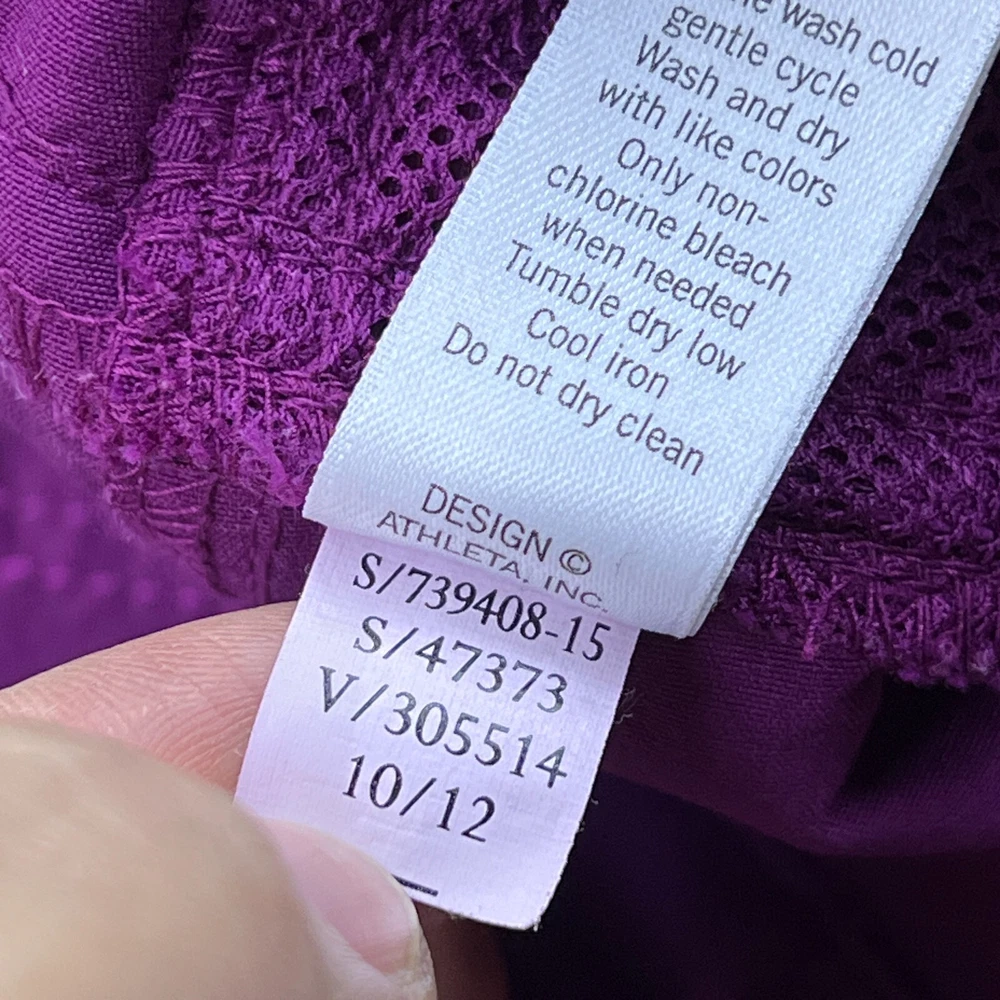 wash cold
gentle cycle
Wash and dry
with like colors
Only non-
chlorine bleach
when needed
Tumble dry low
Cool iron
Do not dry clean
DESIGN ©
ATHLETA, INC.
S/739408-15
S/47373
V/305514
10/12